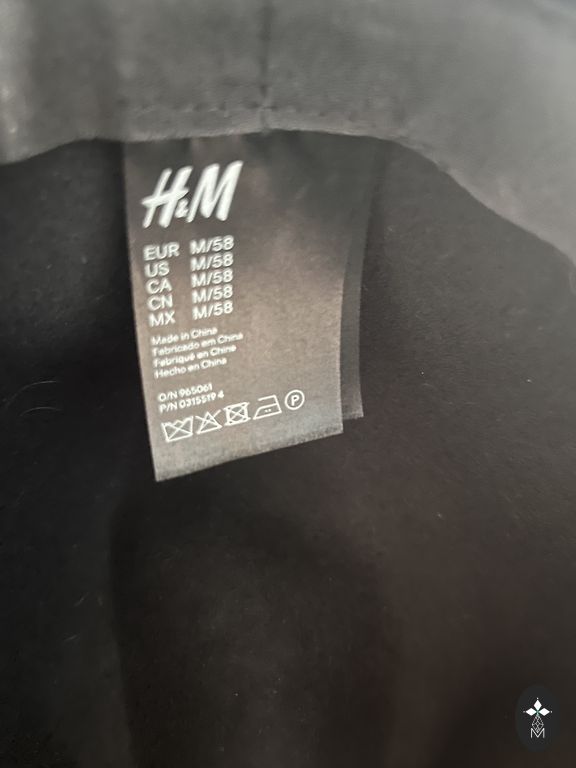 H&M
EUR M/58
US M/58
CA M/58
CN M/58
MX M/58
Made in China
Fabricado em China
Fabriqué en Chine
Hecho en China
O/N 965061
P/N 0315519 4
P
M